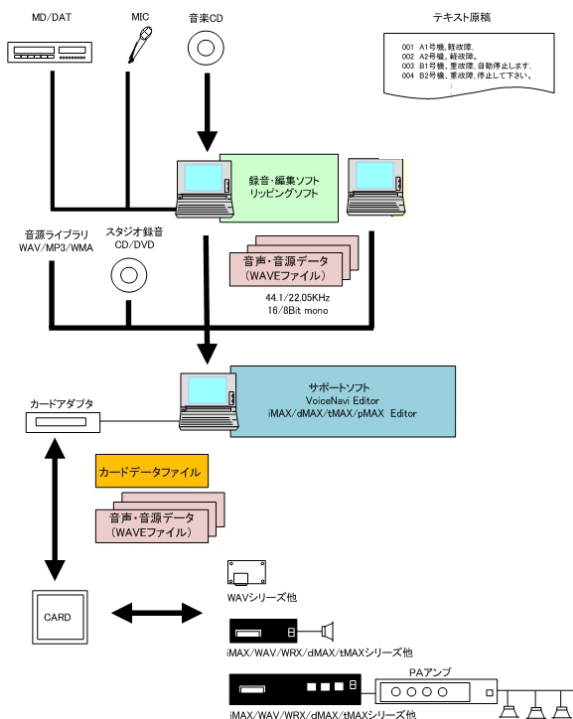 MD/DAT
MIC
音楽CD
テキスト原稿
001 A1号機、軽故障.
002 A2号機、軽故障。
003 B1号機、重故障.自動停止します.
004 B2号機、重故障.停止して下さい。
録音・編集ソフト
リッピングソフト
音源ライブラリ
WAV/MP3/WMA
スタジオ録音
CD/DVD
音声・音源データ
(WAVEファイル)
44.1/22.05KHz
16/8Bit mono
サポートソフト
VoiceNavi Editor
iMAX/dMAX/tMAX/pMAX Editor
カードアダプタ
カードデータファイル
音声・音源データ
(WAVEファイル)
CARD
WAVシリーズ他
iMAX/WAV/WRX/dMAX/tMAXシリーズ他
PAアンプ
iMAX/WAV/WRX/dMAX/tMAXシリーズ他